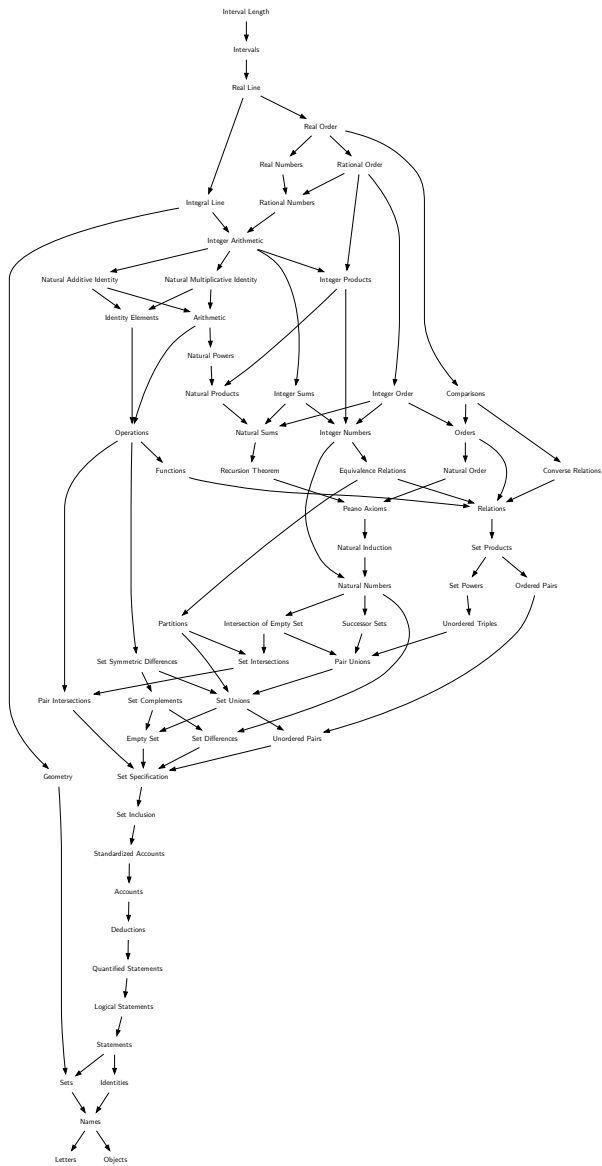 Interval Length
Intervals
Real Line
Real Order
Real Numbers
Rational Order
Integral Line
Rational Numbers
Integer Arithmetic
Natural Additive Identity
Natural Multiplicative Identity
Integer Products
Identity Elements
Arithmetic
Natural Powers
Natural Products
Integer Sums
Integer Order
Comparisons
Operations
Natural Sums
Integer Numbers
Orders
Functions
Recursion Theorem
Equivalence Relations
Natural Order
Converse Relations
Peano Axioms
Relations
Natural Induction
Set Products
Natural Numbers
Set Powers
Ordered Pairs
Partitions
Intersection of Empty Set
Successor Sets
Unordered Triples
Set Symmetric Differences
Set Intersections
Pair Unions
Pair Intersections
Set Complements
Set Unions
Empty Set
Set Differences
Unordered Pairs
Geometry
Set Specification
Set Inclusion
Standardized Accounts
Accounts
Deductions
Quantified Statements
Logical Statements
Statements
Sets
Identities
Names
Letters
Objects